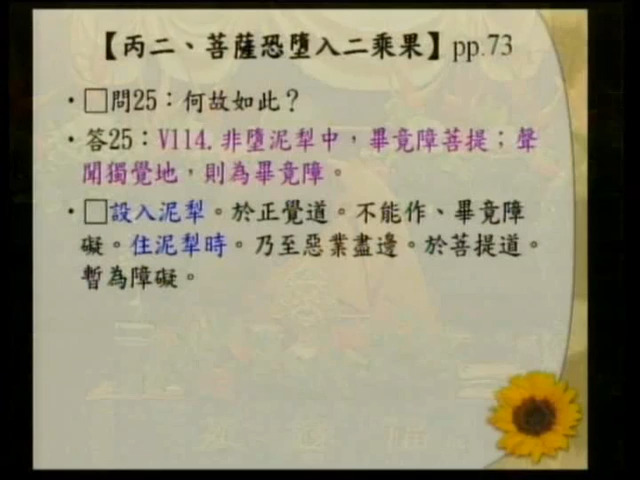 【丙二、菩薩恐墮入二乘果】pp.73
•□問25：何故如此？
•答25：V114.非墮泥犁中，畢竟障菩提；聲
聞獨覺地，則為畢竟障。
•□設入泥犁。於正覺道。不能作、畢竟障
礙。住泥犁時。乃至惡業盡邊。於菩提道。
暫為障礙。